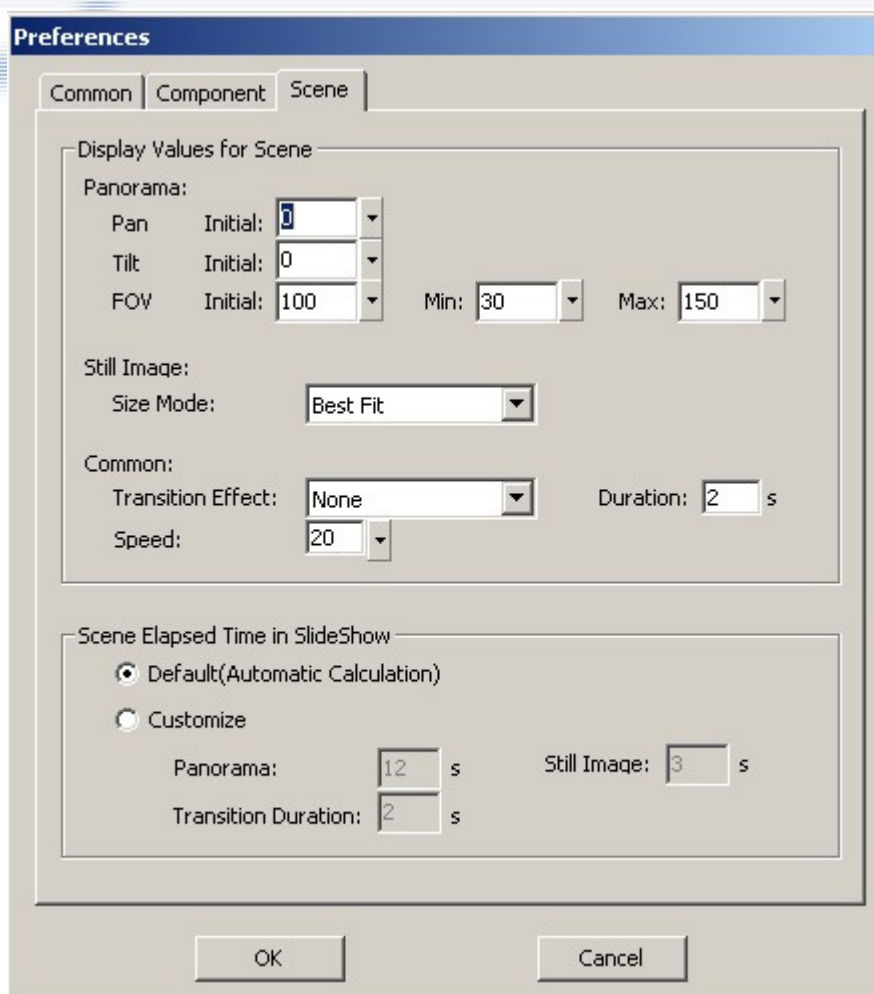 Preferences
Common Component Scene
Display Values for Scene
Panorama:
Pan Initial: 0
Tilt Initial: 0
FOV Initial: 100 Min: 30 Max: 150
Still Image:
Size Mode: Best Fit
Common:
Transition Effect: None Duration: 2 s
Speed: 20
Scene Elapsed Time in SlideShow
Default(Automatic Calculation)
Customize
Panorama: 12 s Still Image: 3 s
Transition Duration: 2 s
OK Cancel